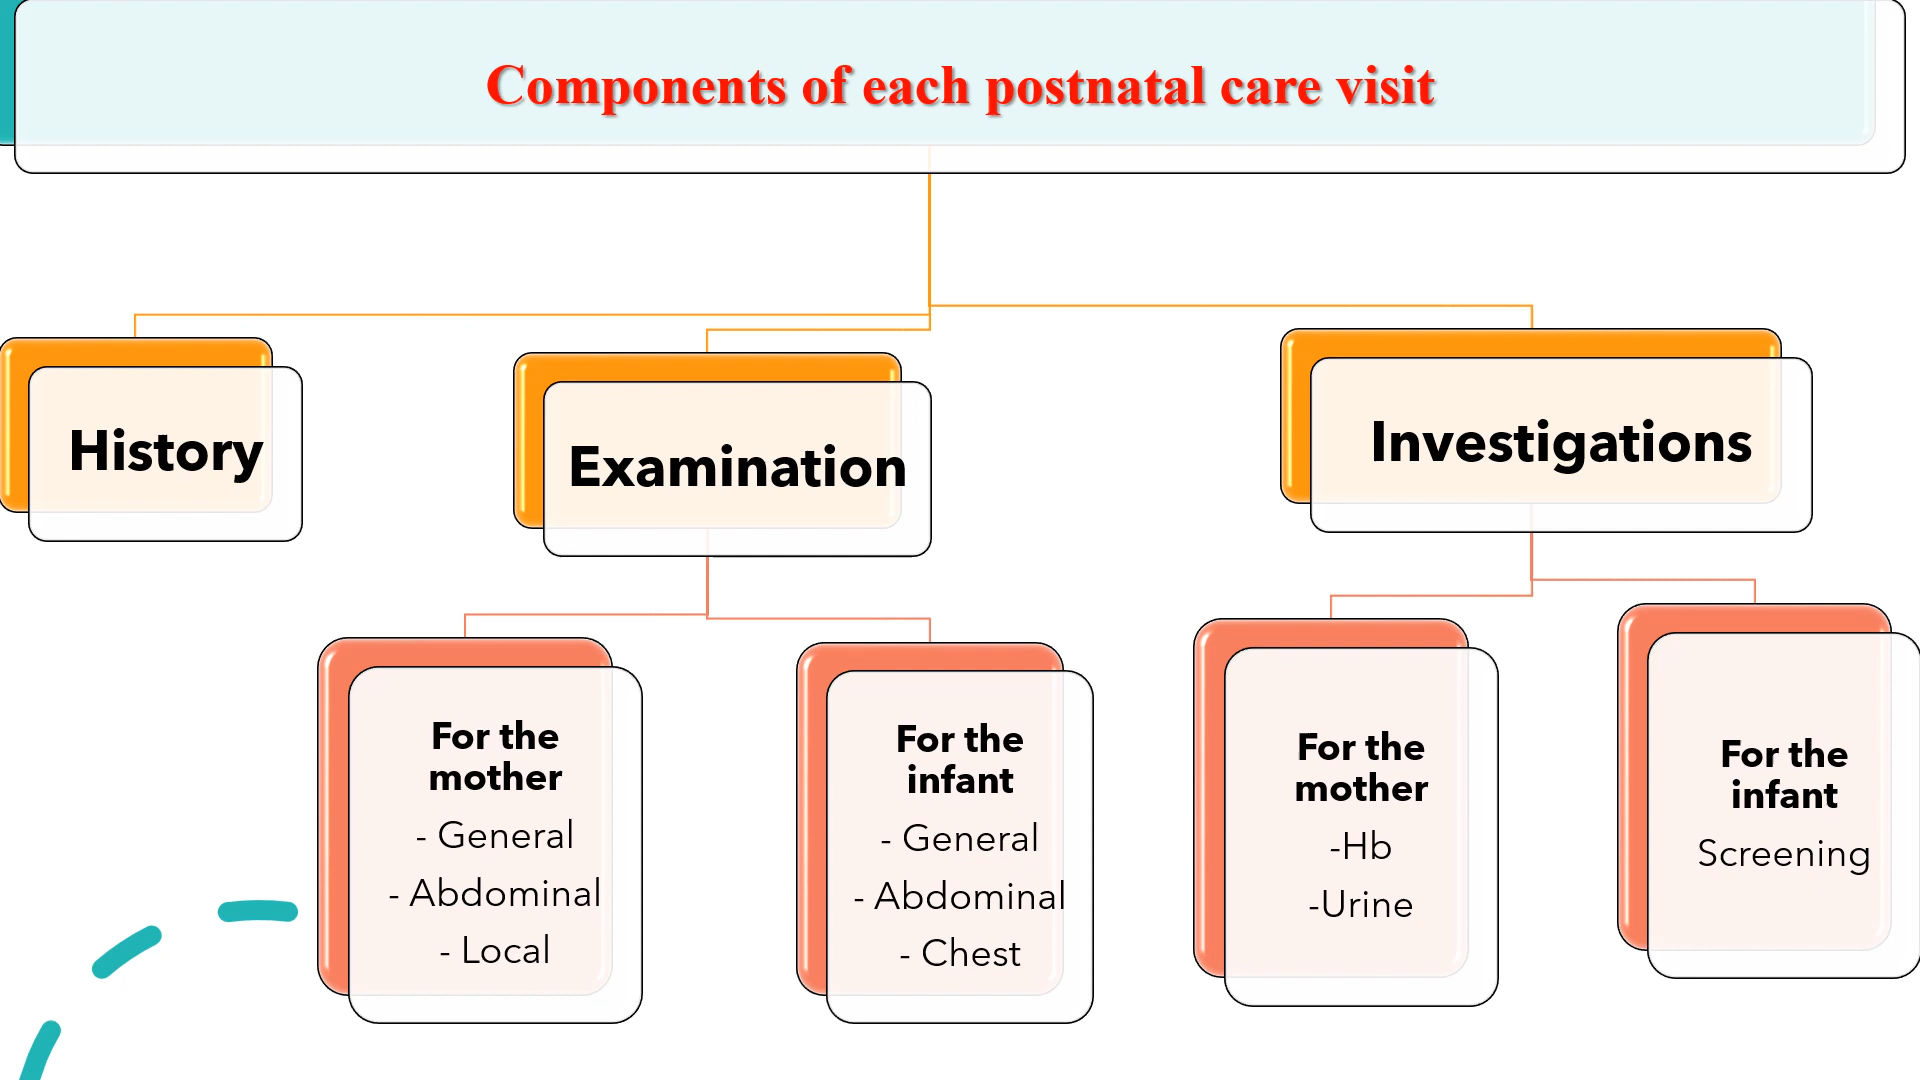 Components of each postnatal care visit
History
Examination
Investigations
For the
mother
- General
- Abdominal
- Local
For the
infant
- General
- Abdominal
- Chest
For the
mother
-Hb
-Urine
For the
infant
Screening